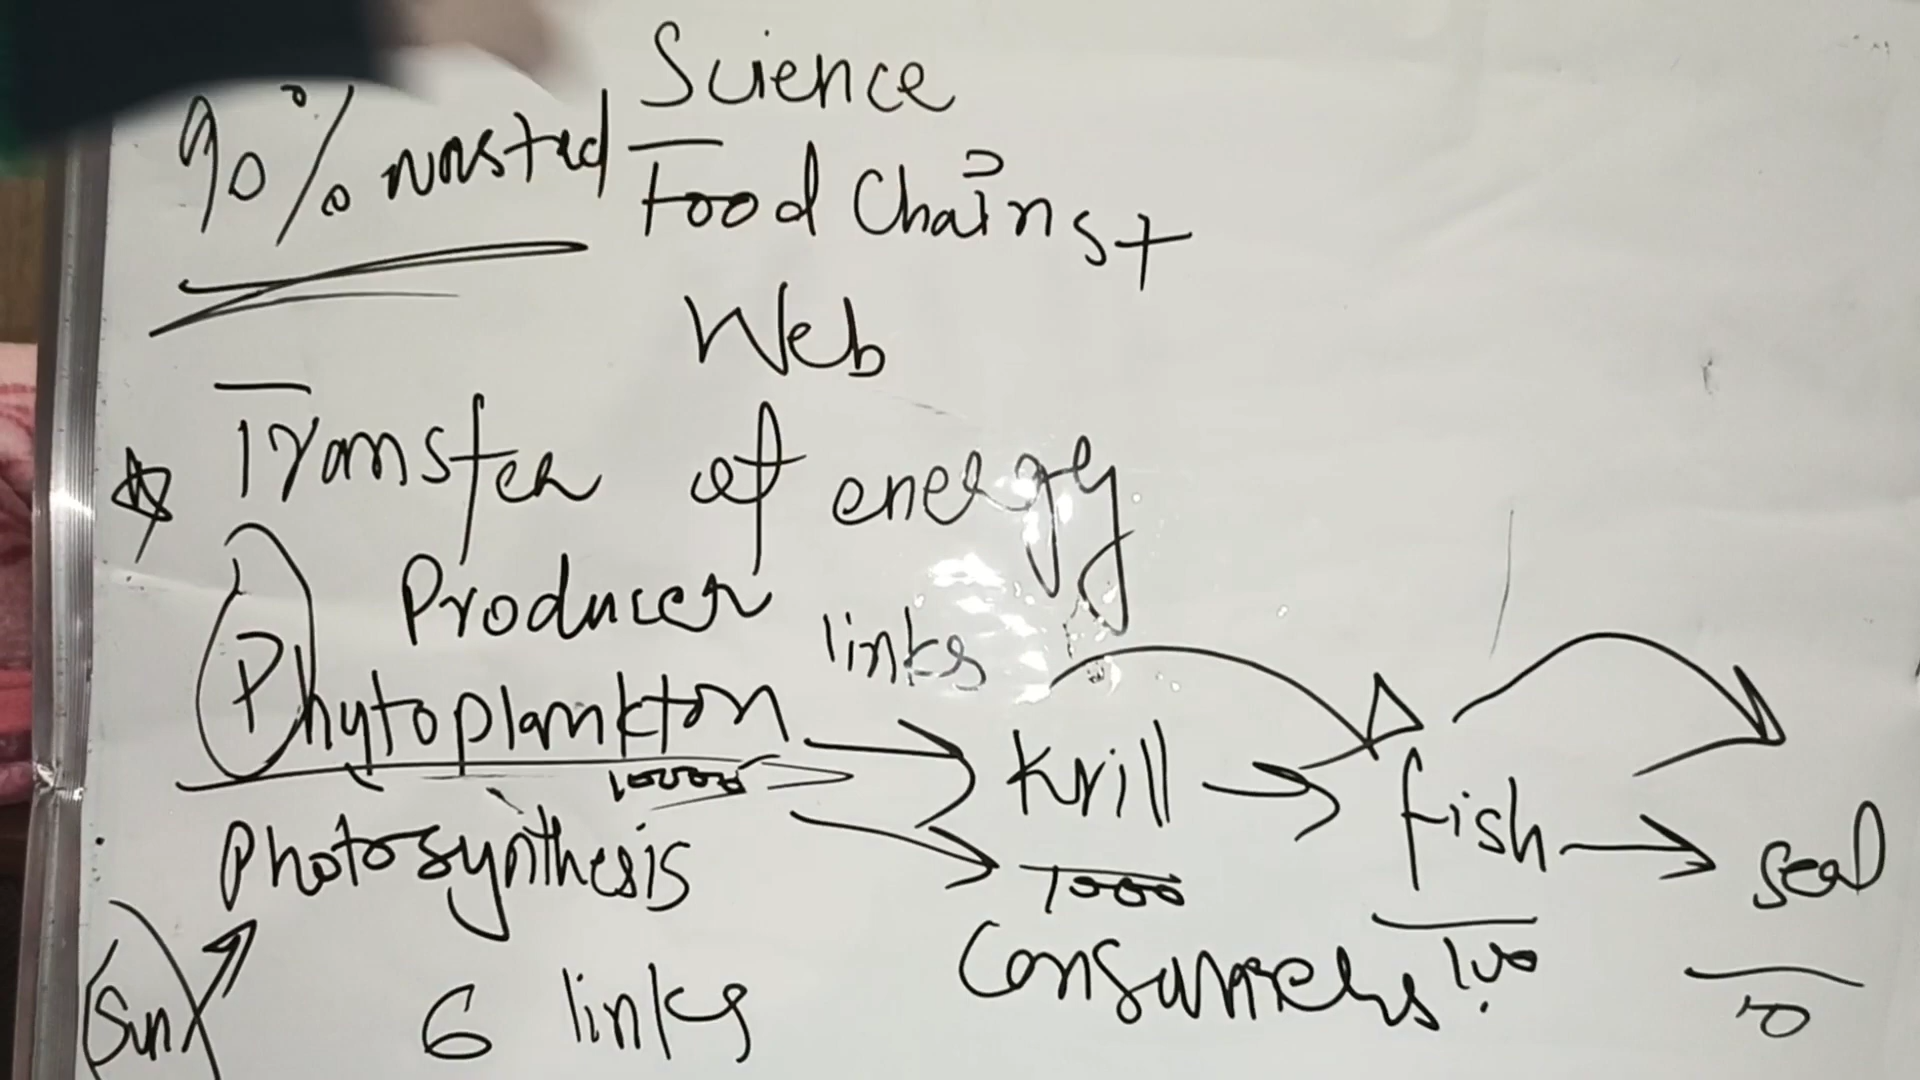 Science
90% wasted
Food Chains +
Web
Transfer of energy
Producer
links
Phytoplankton → Krill → fish → seal
10000
1000
100
10
Photosynthesis
Consumers
Sun
6 links